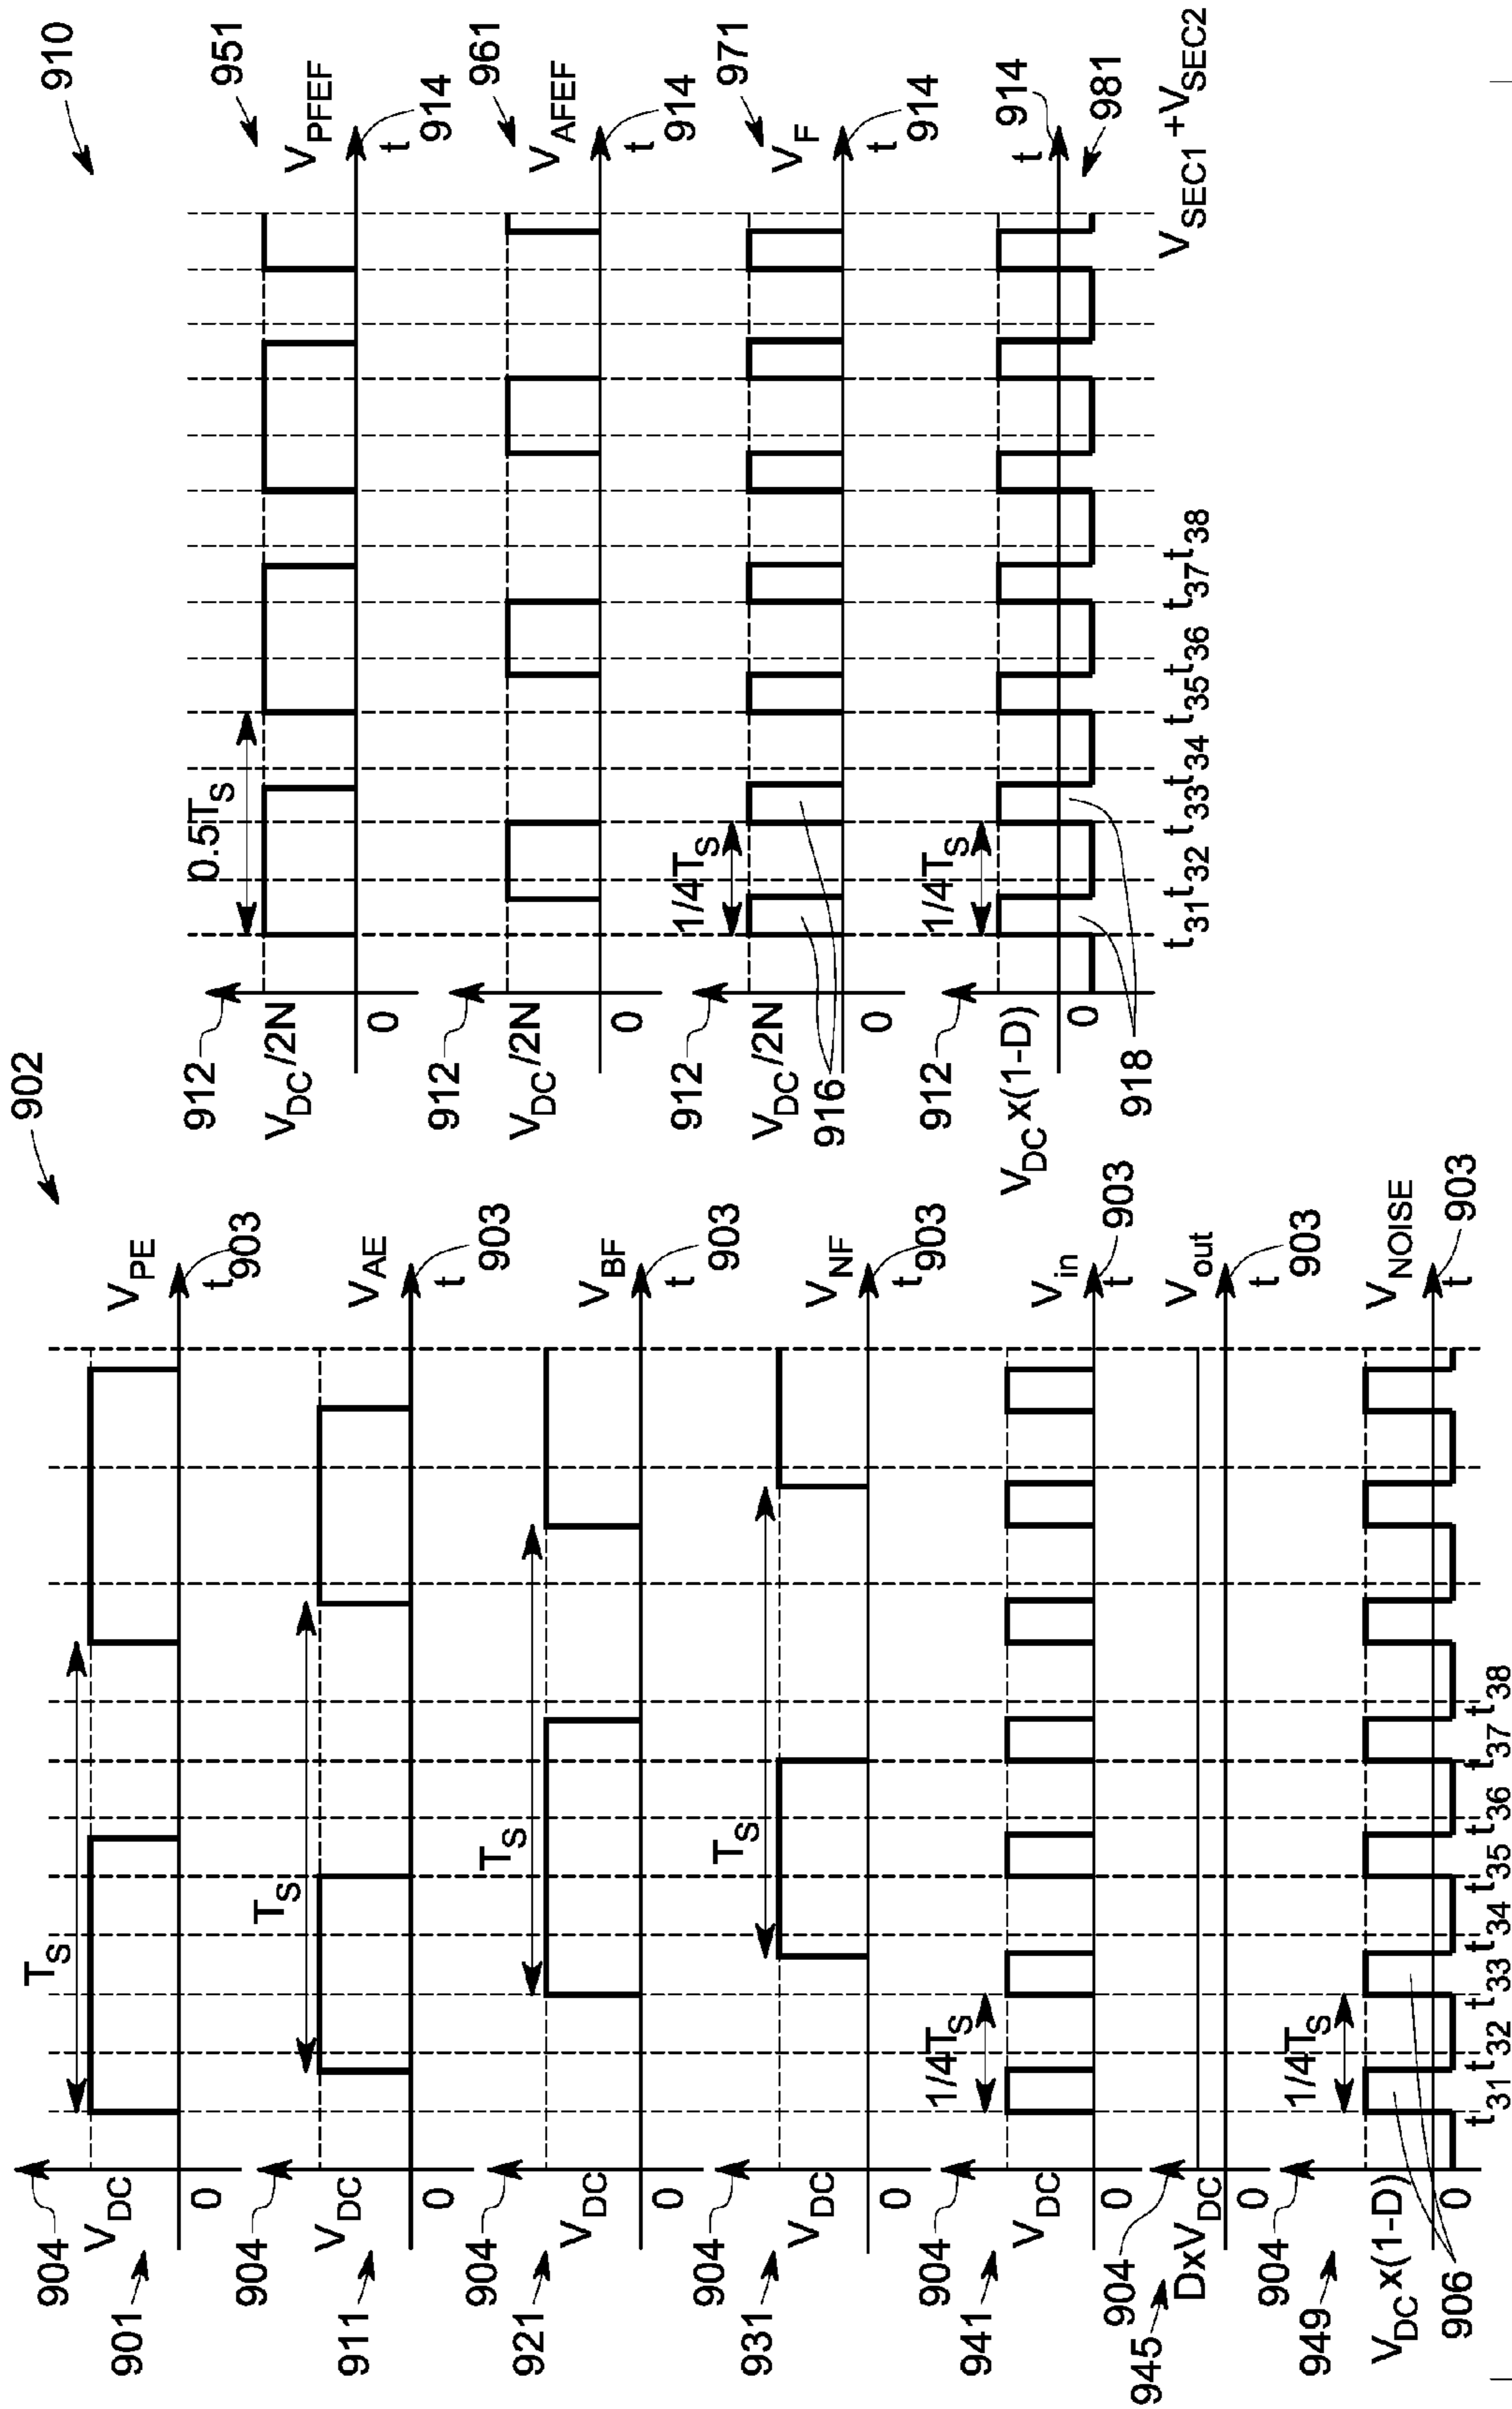 902
904
V_DC
0
901
T_S
V_PE
t
903
904
V_DC
0
911
T_S
V_AE
t
903
904
V_DC
0
921
T_S
V_BF
t
903
904
V_DC
0
931
T_S
V_NF
t
903
904
V_DC
0
941
1/4T_S
V_in
t
903
904
DxV_DC
0
945
V_out
t
903
904
V_DC x(1-D)
0
949
1/4T_S
V_NOISE
t
903
906
t_31 t_32 t_33 t_34 t_35 t_36 t_37 t_38
910
912
V_DC/2N
0
0.5T_S
951
V_PFEF
t
914
912
V_DC/2N
0
961
V_AFEF
t
914
912
V_DC/2N
0
916
1/4T_S
971
V_F
t
914
912
V_DC x(1-D)
0
918
1/4T_S
t
914
981
V_SEC1 +V_SEC2
t_31 t_32 t_33 t_34 t_35 t_36 t_37 t_38